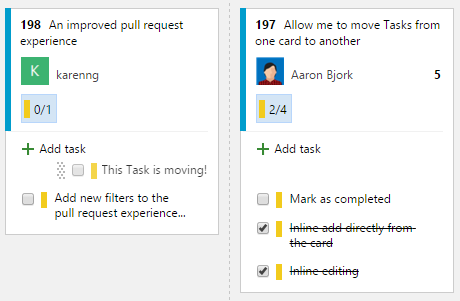 198 An improved pull request
experience
K
karenng
0/1
Add task
This Task is moving!
Add new filters to the
pull request experience...
197 Allow me to move Tasks from
one card to another
Aaron Bjork 5
2/4
Add task
Mark as completed
Inline add directly from
the card
Inline editing